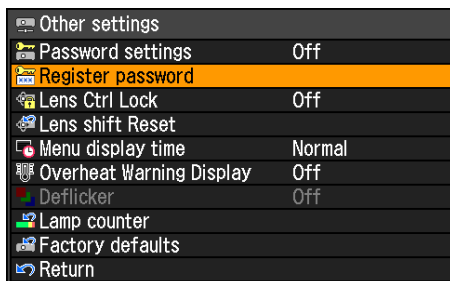 Other settings
Password settings Off
Register password
Lens Ctrl Lock Off
Lens shift Reset
Menu display time Normal
Overheat Warning Display Off
Deflicker Off
Lamp counter
Factory defaults
Return